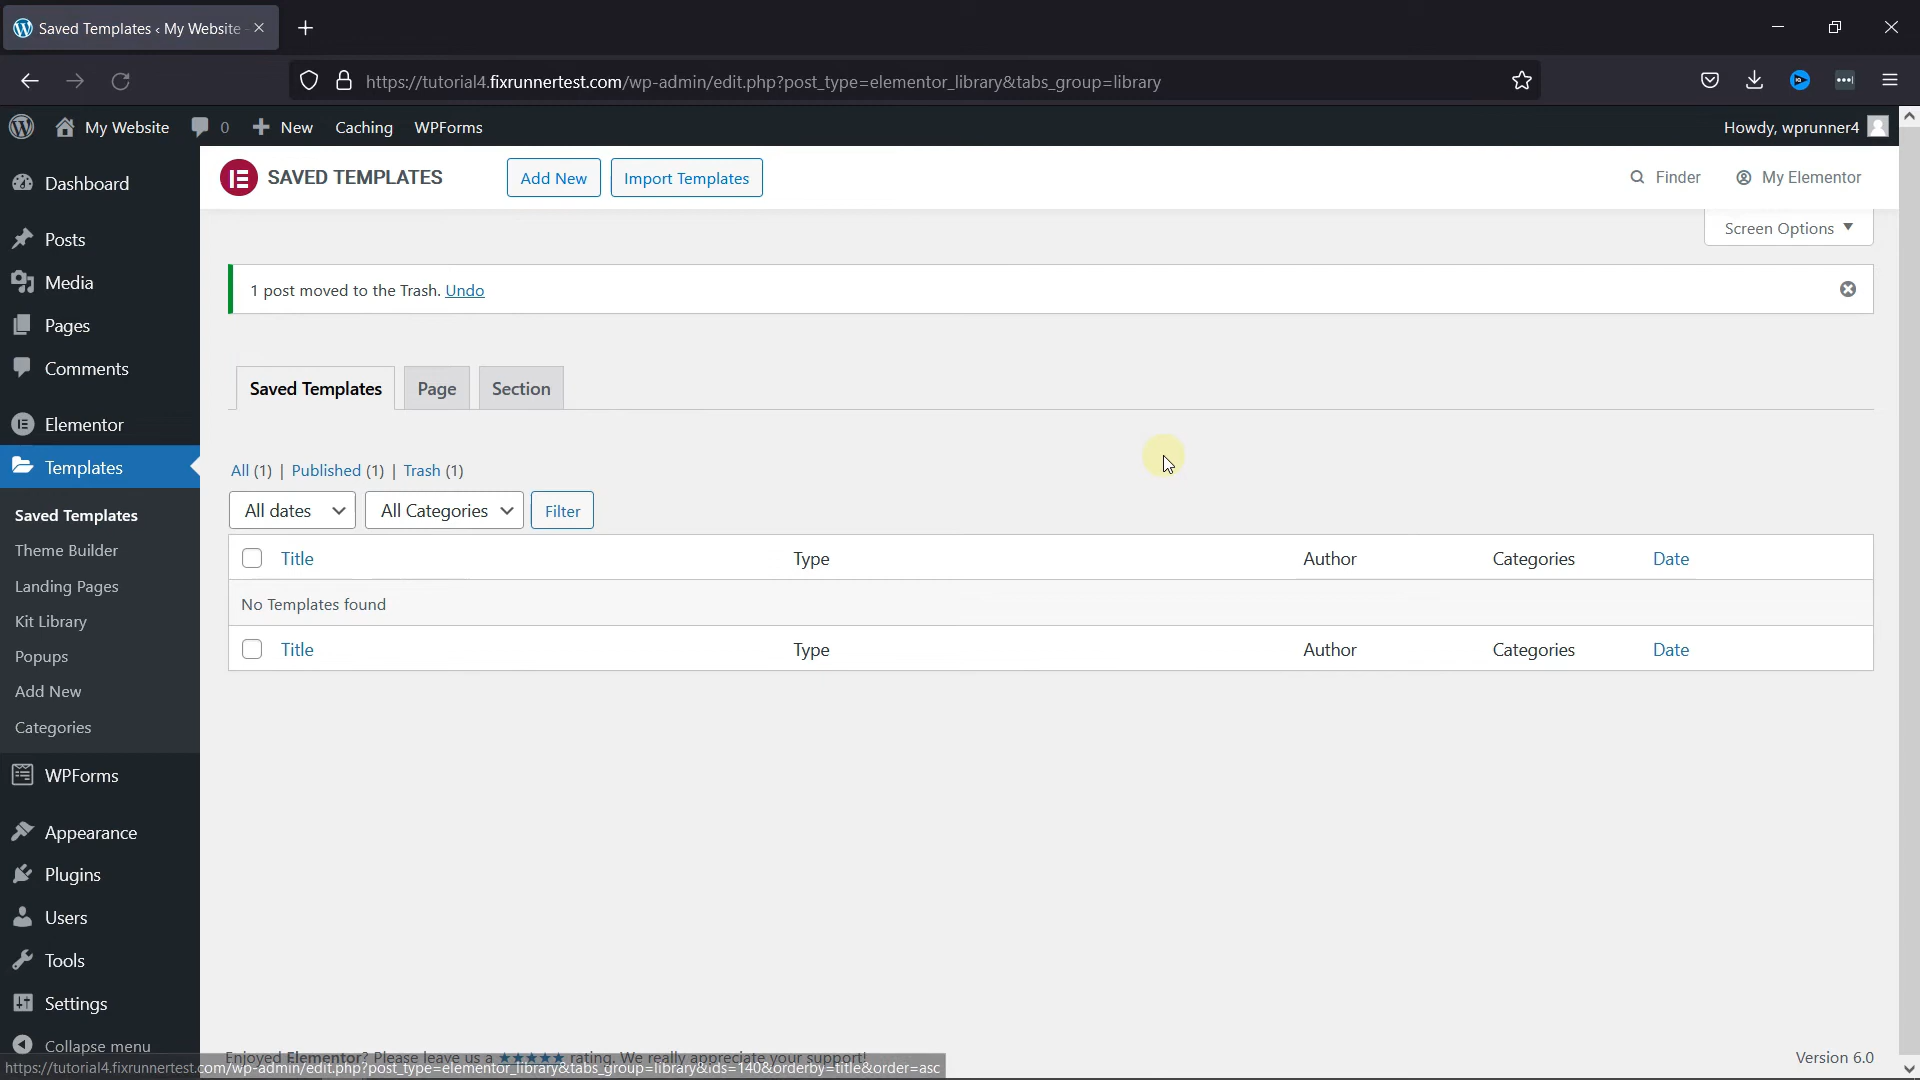 Saved Templates ‹ My Website
https://tutorial4.fixrunnertest.com/wp-admin/edit.php?post_type=elementor_library&tabs_group=library
My Website 0 New Caching WPForms Howdy, wprunner4
SAVED TEMPLATES Add New Import Templates Finder My Elementor
Screen Options
Dashboard
Posts
Media
Pages
Comments
Elementor
Templates
Saved Templates
Theme Builder
Landing Pages
Kit Library
Popups
Add New
Categories
WPForms
Appearance
Plugins
Users
Tools
Settings
Collapse menu
1 post moved to the Trash. Undo
Saved Templates Page Section
All (1) | Published (1) | Trash (1)
All dates All Categories Filter
Title Type Author Categories Date
No Templates found
Title Type Author Categories Date
Enjoyed Elementor? Please leave us a ★★★★★ rating. We really appreciate your support!
Version 6.0
https://tutorial4.fixrunnertest.com/wp-admin/edit.php?post_type=elementor_library&tabs_group=library&ids=140&orderby=title&order=asc